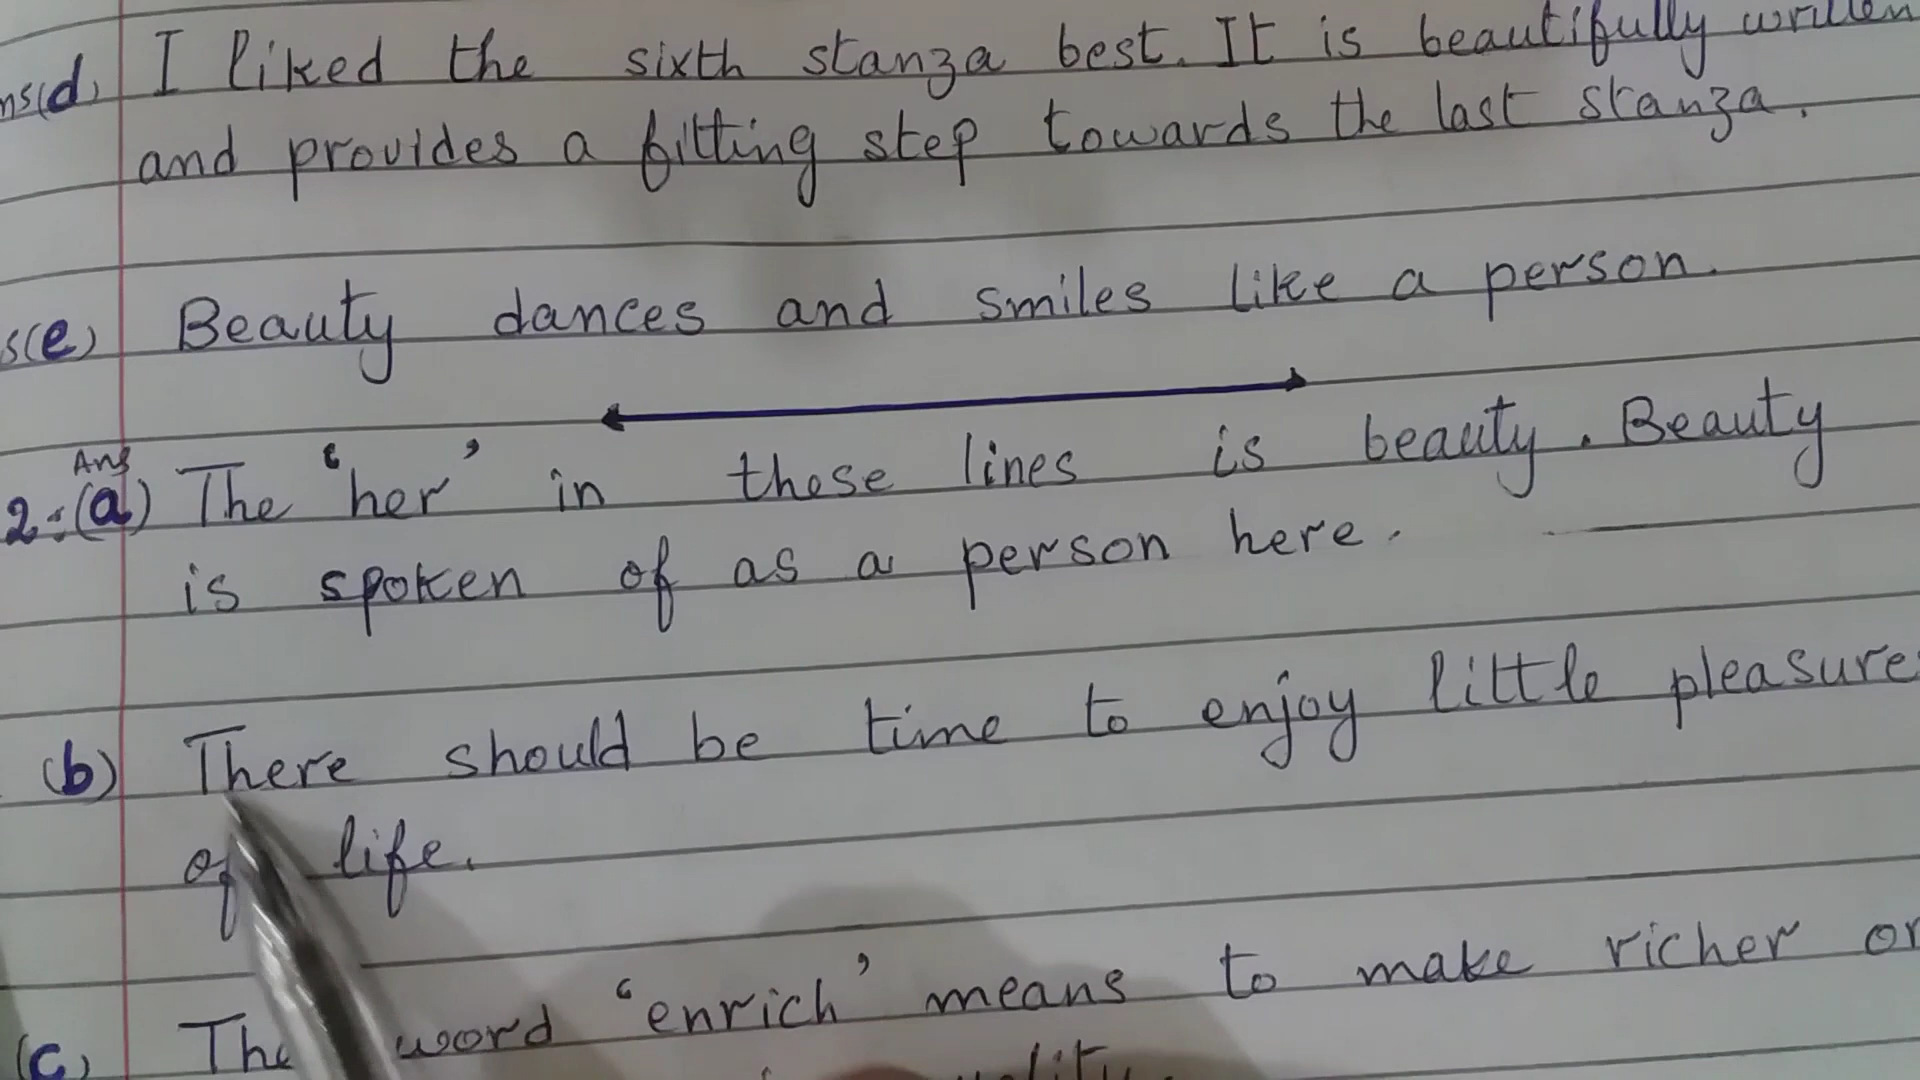 ns(d) I liked the sixth stanza best. It is beautifully written
and provides a fitting step towards the last stanza.
s(e) Beauty dances and smiles like a person.
Ans
2.(a) The 'her' in these lines is beauty. Beauty
is spoken of as a person here.
(b) There should be time to enjoy little pleasure
of life.
(c) The word 'enrich' means to make richer or